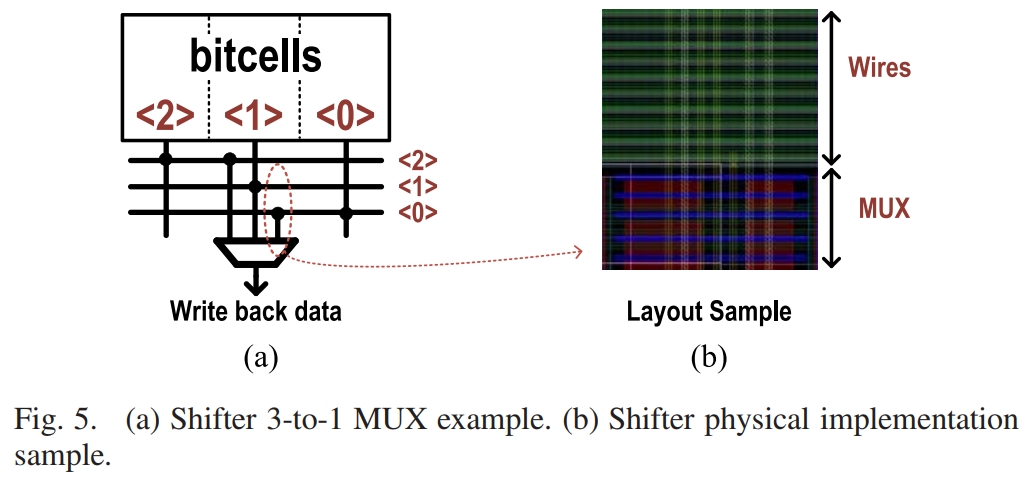 bitcells
<2> <1> <0>
<2>
<1>
<0>
Write back data
(a)
Wires
MUX
Layout Sample
(b)
Fig. 5. (a) Shifter 3-to-1 MUX example. (b) Shifter physical implementation
sample.